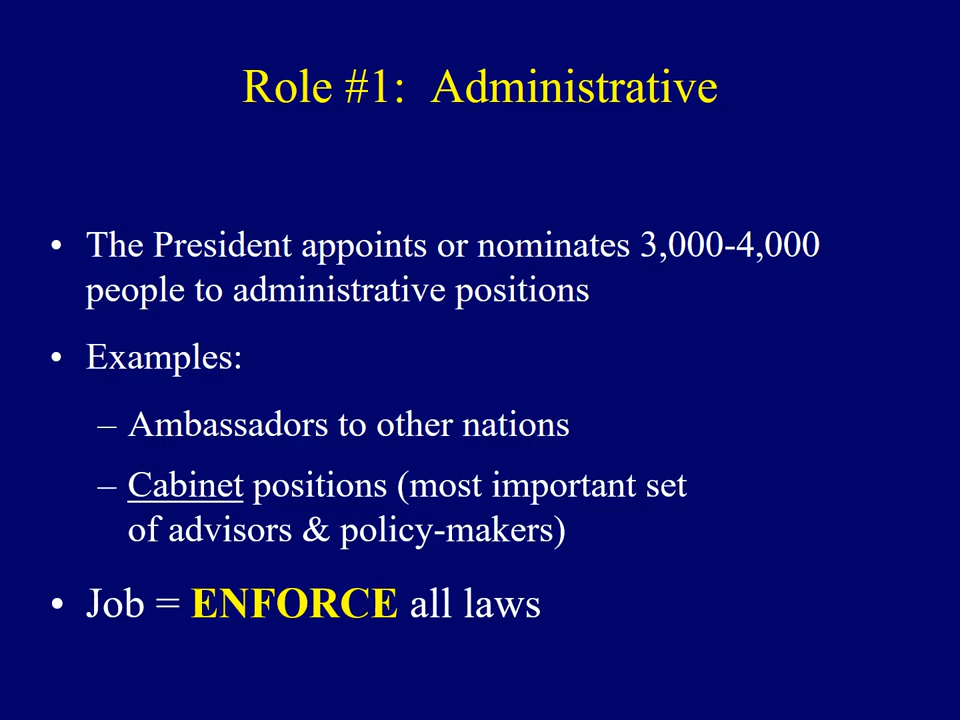 Role #1:  Administrative
• The President appoints or nominates 3,000-4,000
people to administrative positions
• Examples:
– Ambassadors to other nations
– Cabinet positions (most important set
of advisors & policy-makers)
• Job = ENFORCE all laws